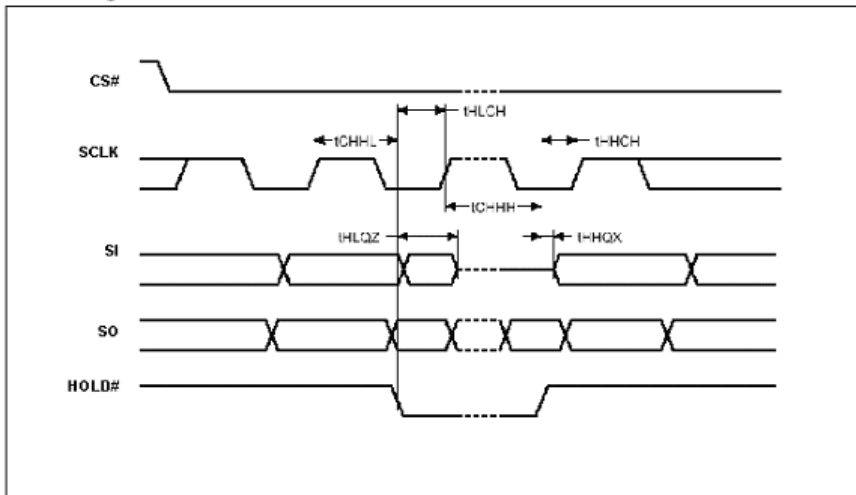 CS#
tHLCH
tCHHL
tHHCH
SCLK
tCHHH
tHLQZ
tHHQX
SI
SO
HOLD#